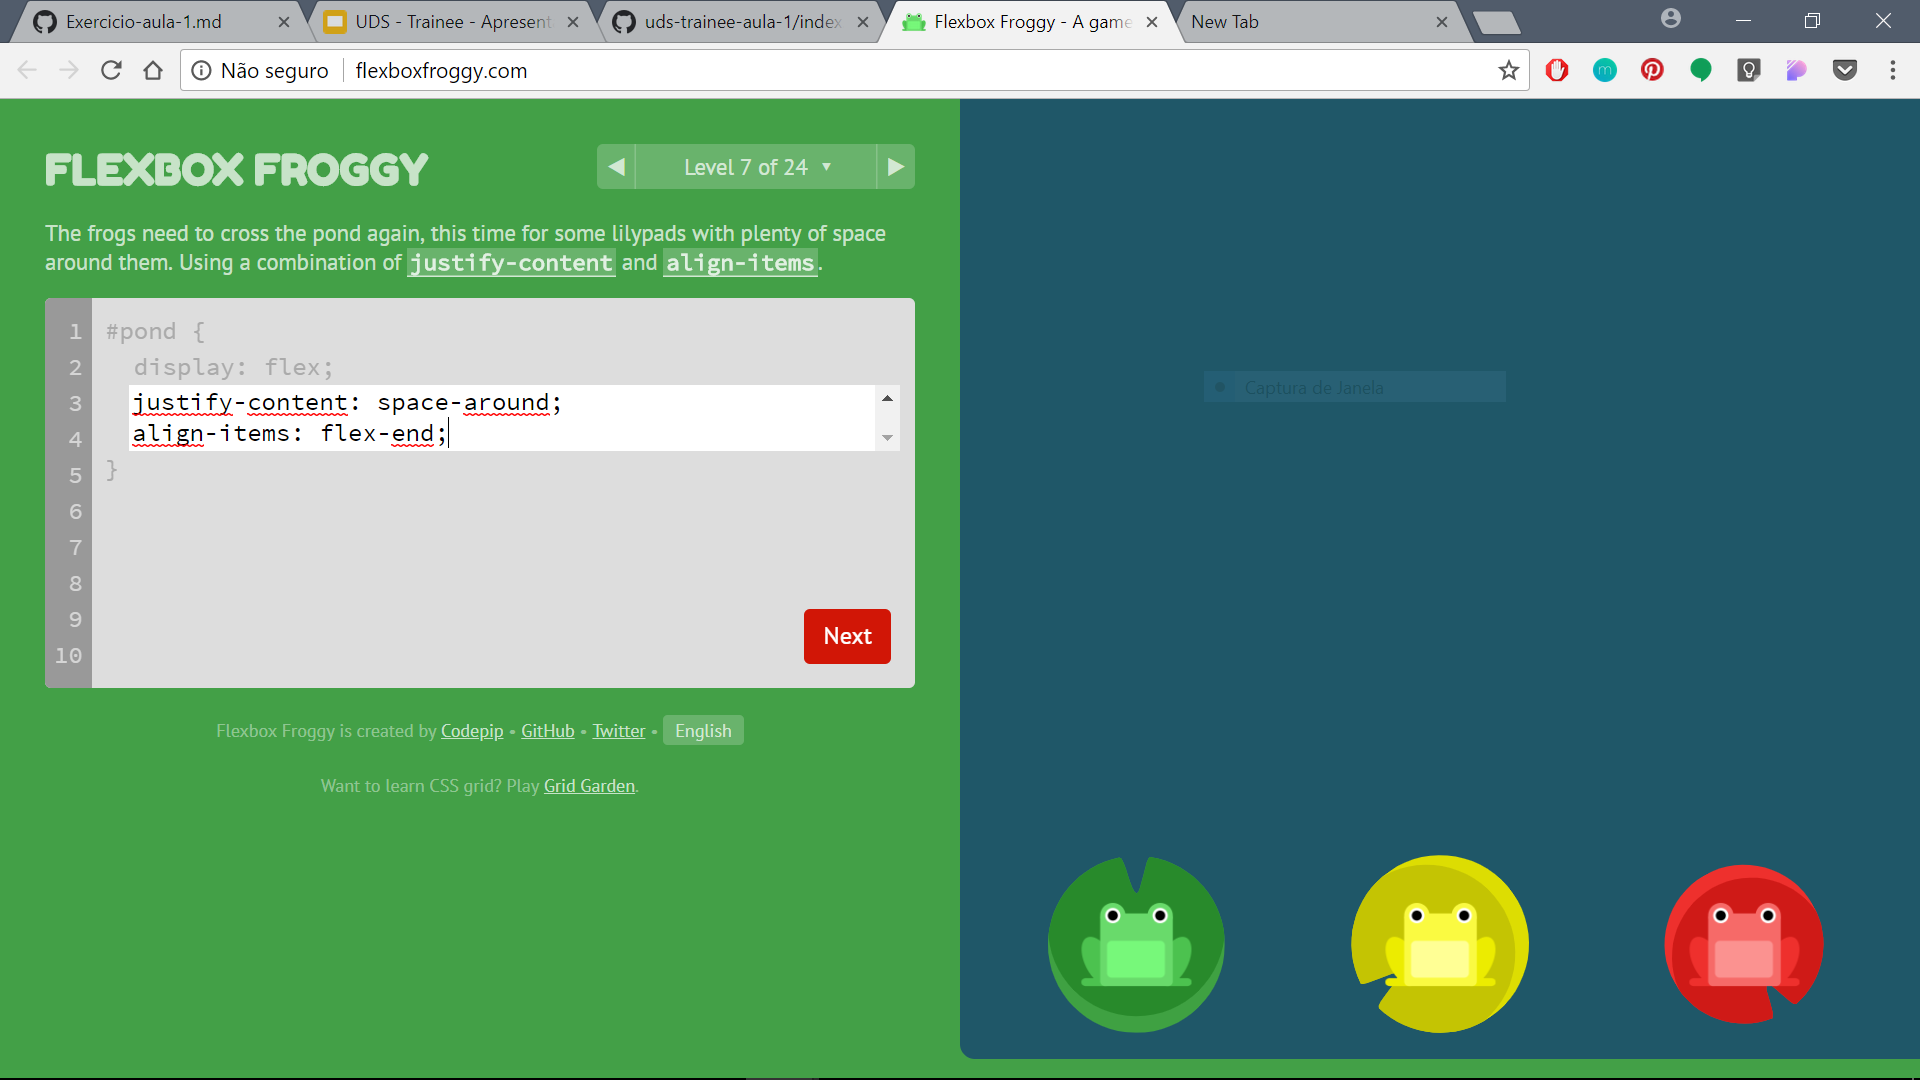 Exercicio-aula-1.md
UDS - Trainee - Apresent
uds-trainee-aula-1/index
Flexbox Froggy - A game
New Tab
Não seguro
flexboxfroggy.com
FLEXBOX FROGGY
Level 7 of 24
The frogs need to cross the pond again, this time for some lilypads with plenty of space
around them. Using a combination of justify-content and align-items.
1 #pond {
2 display: flex;
3 justify-content: space-around;
4 align-items: flex-end;
5 }
6
7
8
9
10
Next
Flexbox Froggy is created by Codepip • GitHub • Twitter • English
Want to learn CSS grid? Play Grid Garden.
Captura de Janela